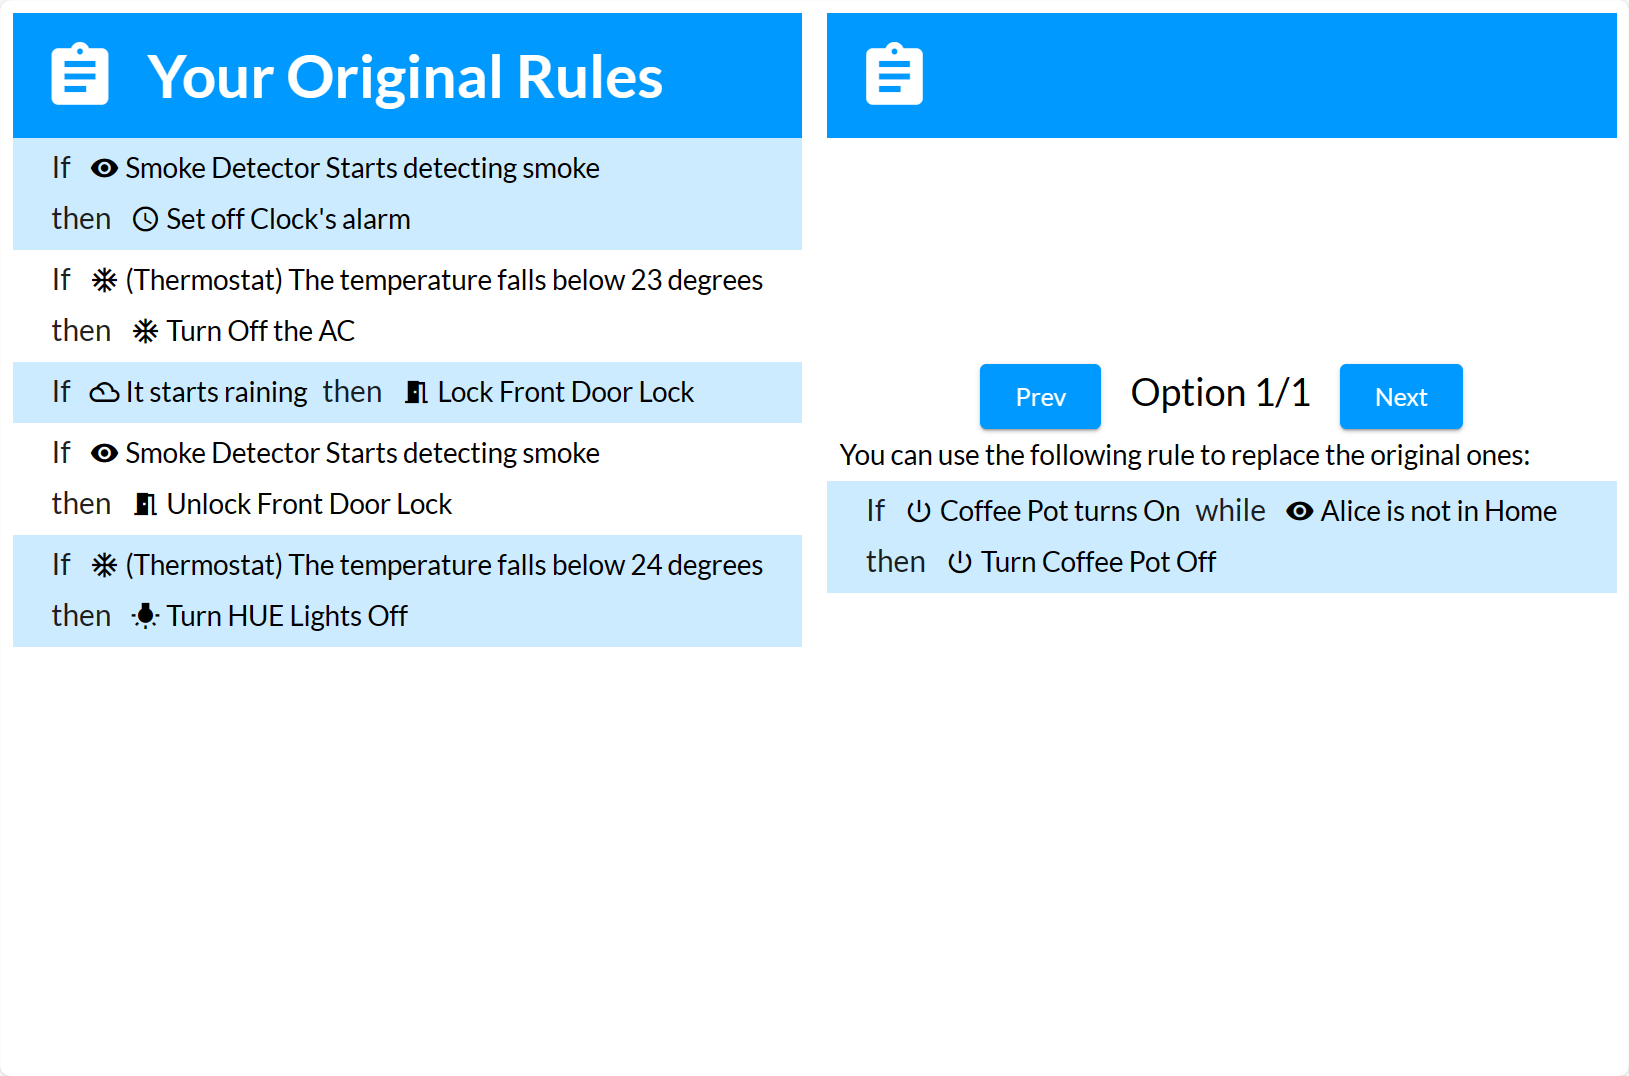 Your Original Rules
If Smoke Detector Starts detecting smoke
then Set off Clock's alarm
If (Thermostat) The temperature falls below 23 degrees
then Turn Off the AC
If It starts raining then Lock Front Door Lock
If Smoke Detector Starts detecting smoke
then Unlock Front Door Lock
If (Thermostat) The temperature falls below 24 degrees
then Turn HUE Lights Off
Prev Option 1/1 Next
You can use the following rule to replace the original ones:
If Coffee Pot turns On while Alice is not in Home
then Turn Coffee Pot Off